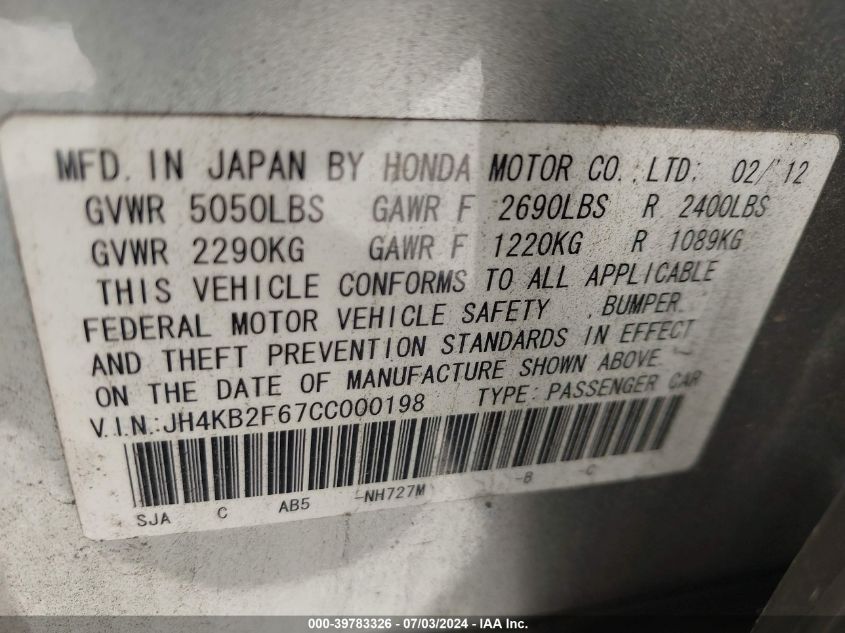 MFD. IN JAPAN BY HONDA MOTOR CO.,LTD. 02/'12
GVWR 5050LBS GAWR F 2690LBS R 2400LBS
GVWR 2290KG GAWR F 1220KG R 1089KG
THIS VEHICLE CONFORMS TO ALL APPLICABLE
FEDERAL MOTOR VEHICLE SAFETY , BUMPER
AND THEFT PREVENTION STANDARDS IN EFFECT
ON THE DATE OF MANUFACTURE SHOWN ABOVE
V.I.N.:JH4KB2F67CC000198 TYPE: PASSENGER CAR
SJA C AB5 -NH727M -B -C
000-39783326 - 07/03/2024 - IAA Inc.